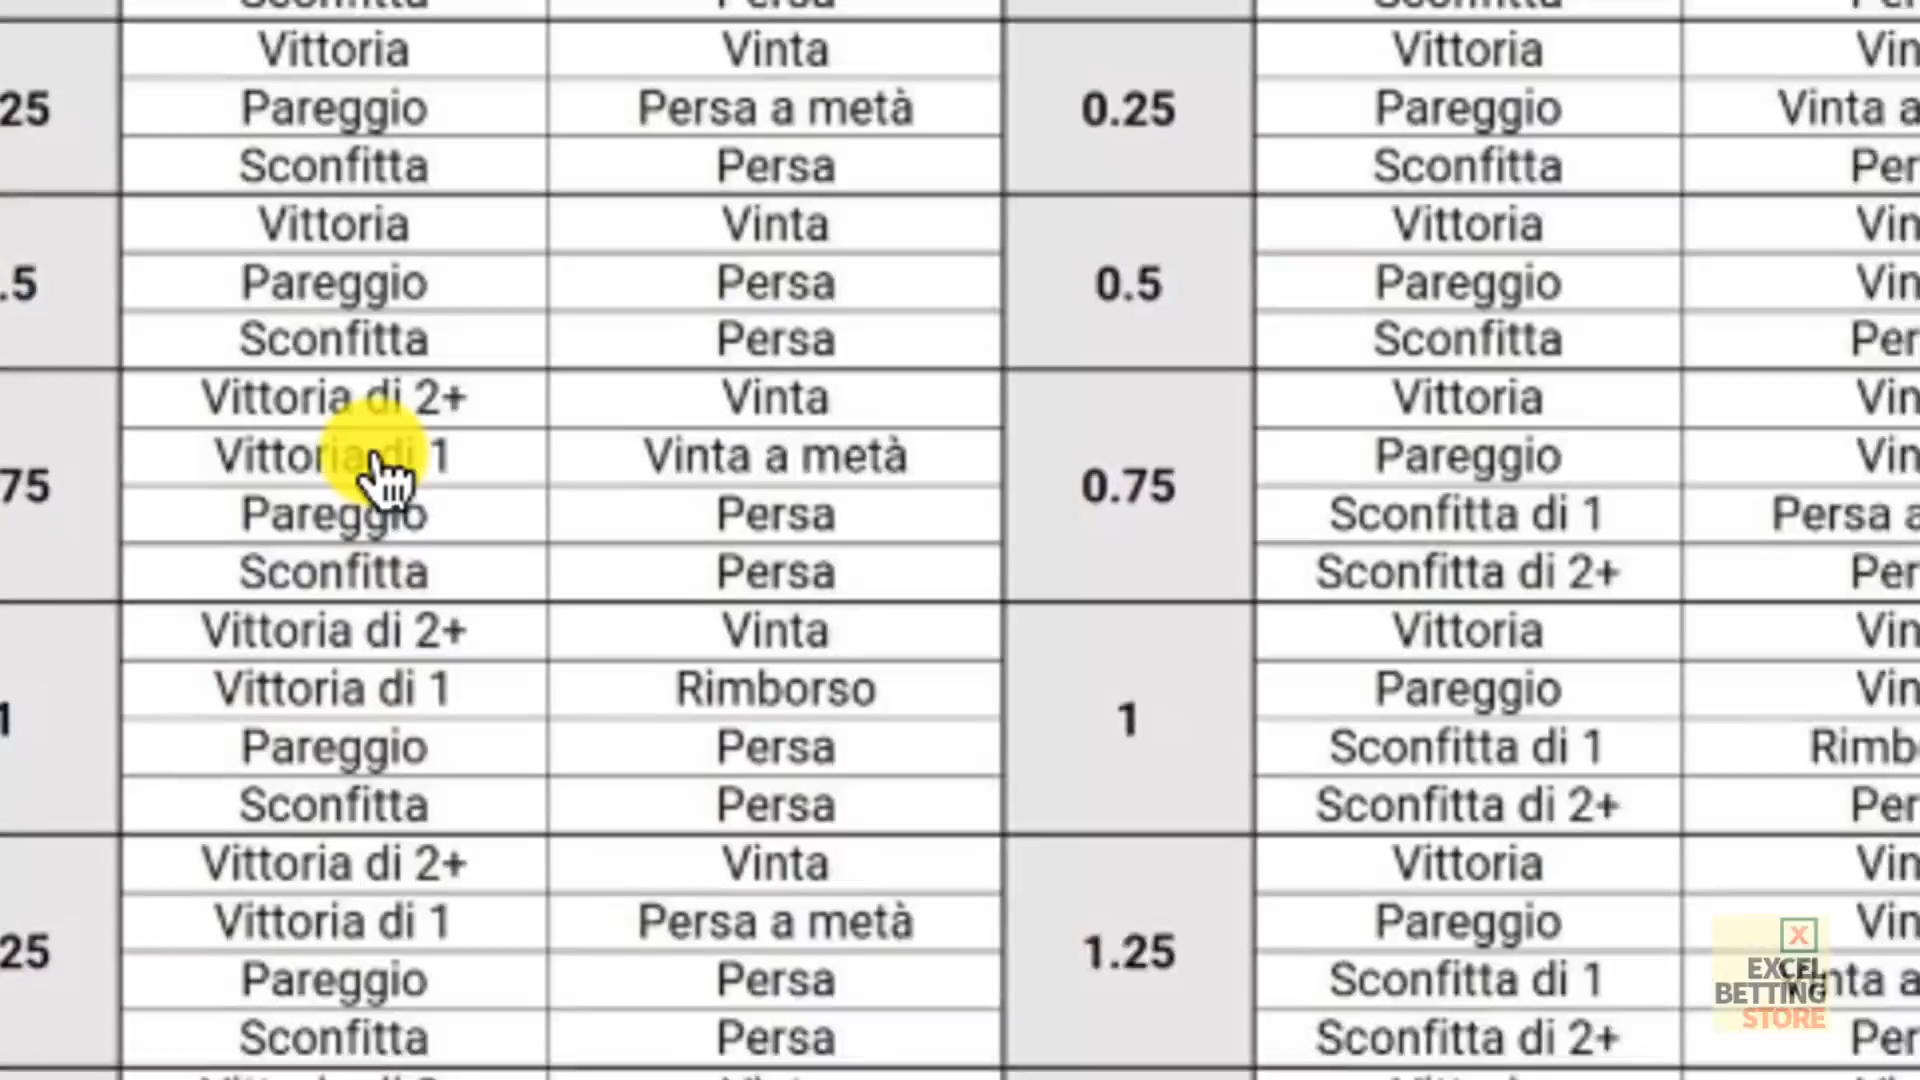 Vittoria Vinta Vittoria
25 Pareggio Persa a metà 0.25 Pareggio Vinta a
Sconfitta Persa Sconfitta
Vittoria Vinta Vittoria
.5 Pareggio Persa 0.5 Pareggio
Sconfitta Persa Sconfitta
Vittoria di 2+ Vinta Vittoria
Vittoria di 1 Vinta a metà Pareggio
75 0.75
Pareggio Persa Sconfitta di 1 Persa a
Sconfitta Persa Sconfitta di 2+
Vittoria di 2+ Vinta Vittoria
Vittoria di 1 Rimborso Pareggio
1 1
Pareggio Persa Sconfitta di 1
Sconfitta Persa Sconfitta di 2+
Vittoria di 2+ Vinta Vittoria
Vittoria di 1 Persa a metà Pareggio
25 1.25
Pareggio Persa Sconfitta di 1
Sconfitta Persa Sconfitta di 2+
X
EXCEL
BETTING
STORE